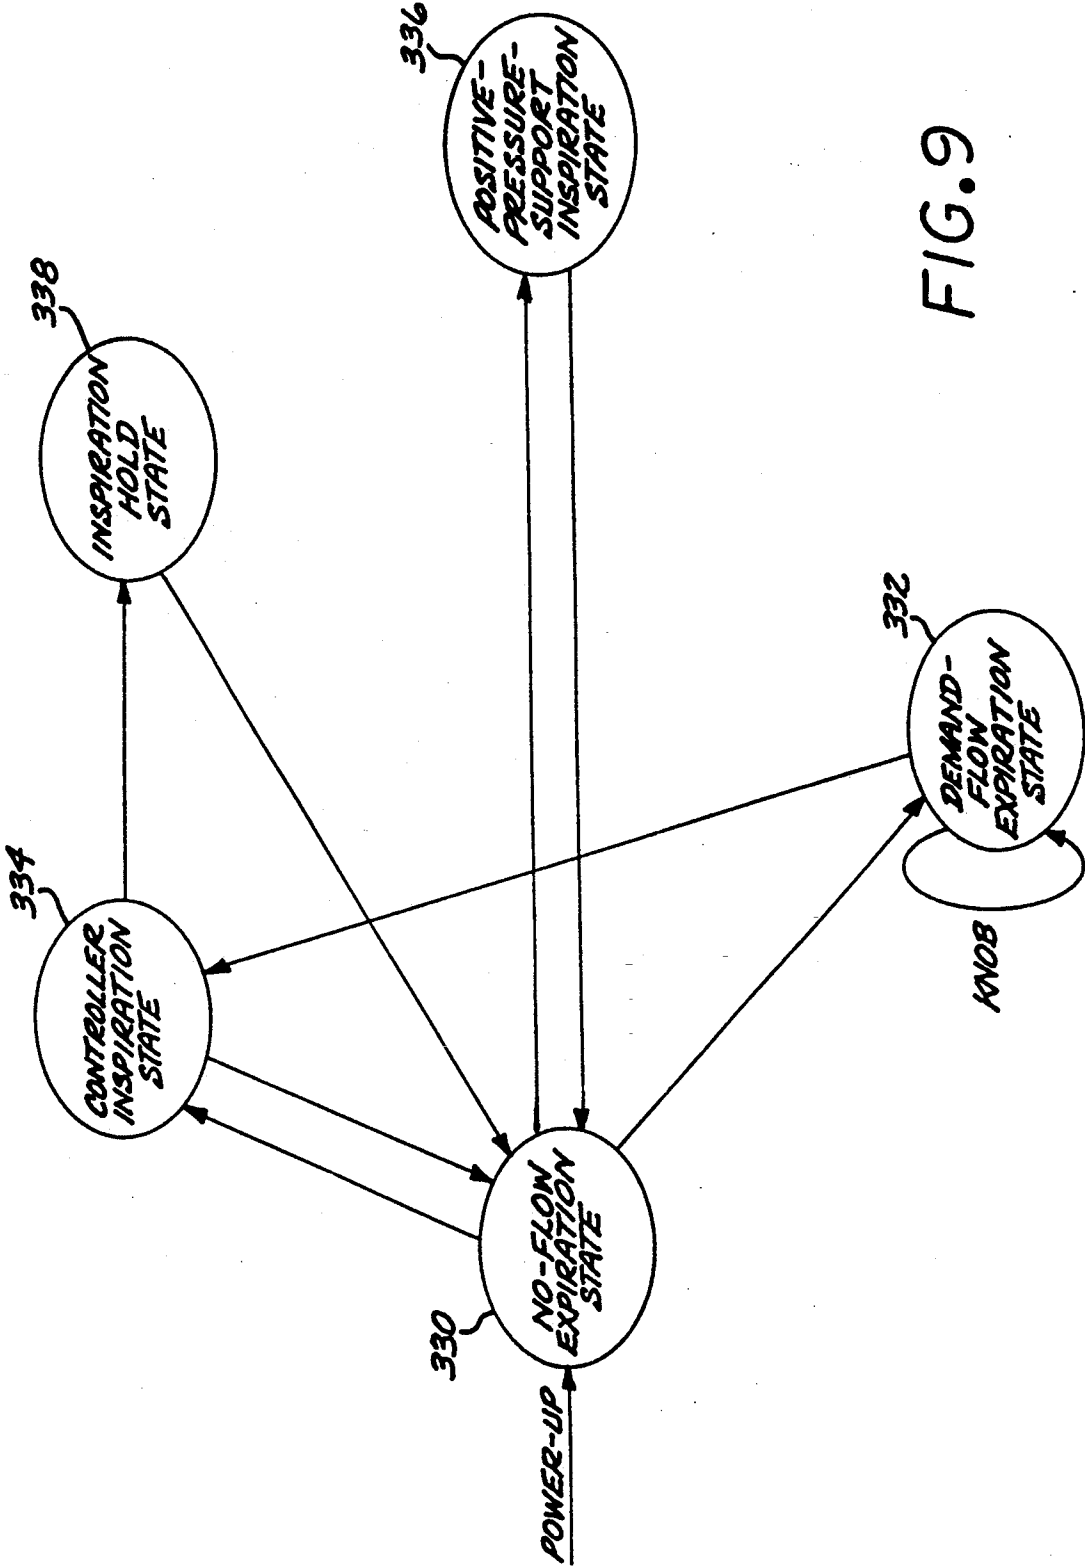 334
CONTROLLER
INSPIRATION
STATE
338
INSPIRATION
HOLD
STATE
330
NO-FLOW
EXPIRATION
STATE
POWER-UP
336
POSITIVE-
PRESSURE-
SUPPORT
INSPIRATION
STATE
332
DEMAND-
FLOW
EXPIRATION
STATE
KNOB
FIG.9